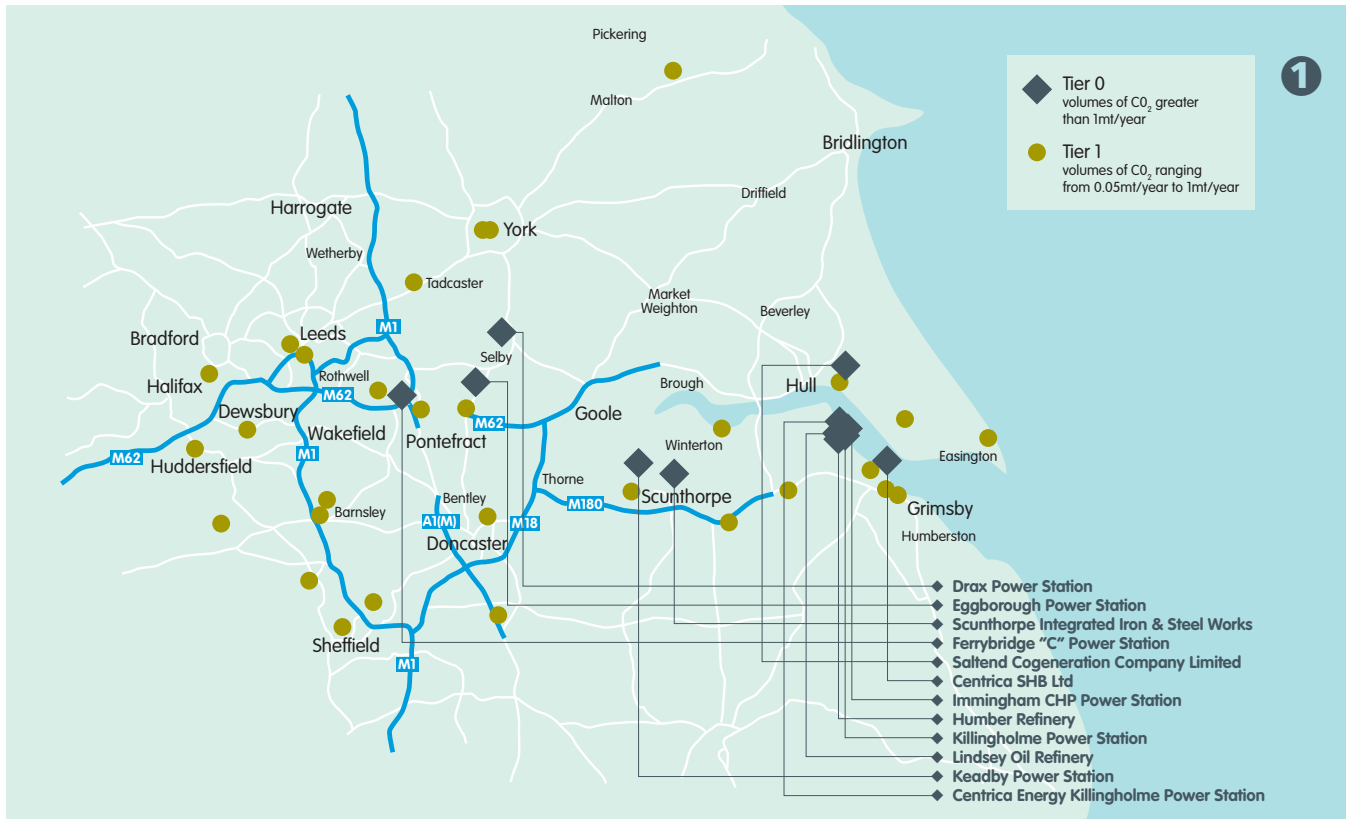 Pickering
1
Tier 0
volumes of C0₂ greater
than 1mt/year
Malton
Bridlington
Tier 1
volumes of C0₂ ranging
from 0.05mt/year to 1mt/year
Driffield
Harrogate
York
Wetherby
Tadcaster
Market
Weighton
Beverley
M1
Bradford
Leeds
Selby
Rothwell
Halifax
M62
Brough
Hull
Dewsbury
Goole
M62
Wakefield
Pontefract
Winterton
M1
M62
Huddersfield
Easington
Thorne
Bentley
Scunthorpe
M180
Barnsley
Grimsby
A1(M)
M18
Doncaster
Humberston
Drax Power Station
Eggborough Power Station
Scunthorpe Integrated Iron & Steel Works
Sheffield
Ferrybridge “C” Power Station
M1
Saltend Cogeneration Company Limited
Centrica SHB Ltd
Immingham CHP Power Station
Humber Refinery
Killingholme Power Station
Lindsey Oil Refinery
Keadby Power Station
Centrica Energy Killingholme Power Station